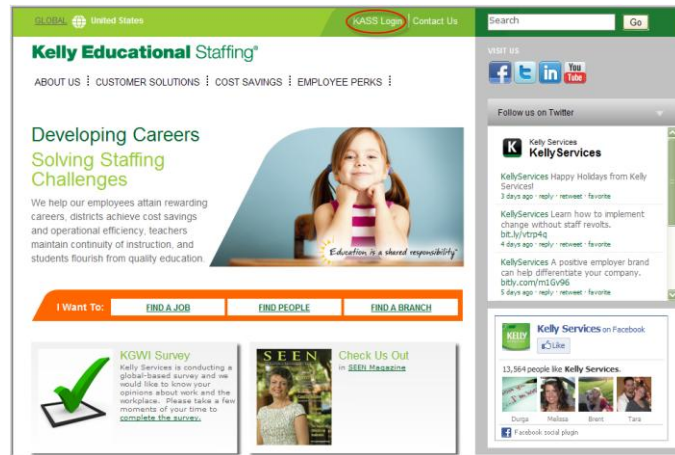 GLOBAL United States
KASS Login Contact Us
Search
Go
Kelly Educational Staffing®
ABOUT US
CUSTOMER SOLUTIONS
COST SAVINGS
EMPLOYEE PERKS
Developing Careers
Solving Staffing
Challenges
We help our employees attain rewarding
careers, districts achieve cost savings
and operational efficiency, teachers
maintain continuity of instruction, and
students flourish from quality education.
Education is a shared responsibility
I Want To:
FIND A JOB
FIND PEOPLE
FIND A BRANCH
KGWI Survey
Kelly Services is conducting a
global-based survey and we
would like to know your
opinions about work and the
workplace. Please take a few
moments of your time to
complete the survey.
SEEN
Check Us Out
in SEEN Magazine
VISIT US
f
in
You
Tube
Follow us on Twitter
K
Kelly Services
KellyServices
KellyServices Happy Holidays from Kelly
Services!
3 days ago · reply · retweet · favorite
KellyServices Learn how to implement
change without staff revolts.
bit.ly/vtrp4q
4 days ago · reply · retweet · favorite
KellyServices A postive employer brand
can help differentiate your company.
bitly.com/m1Gv96
5 days ago · reply · retweet · favorite
KELLY
Kelly Services on Facebook
Like
13,564 people like Kelly Services.
Durga
Melissa
Brent
Tara
Facebook social plugin